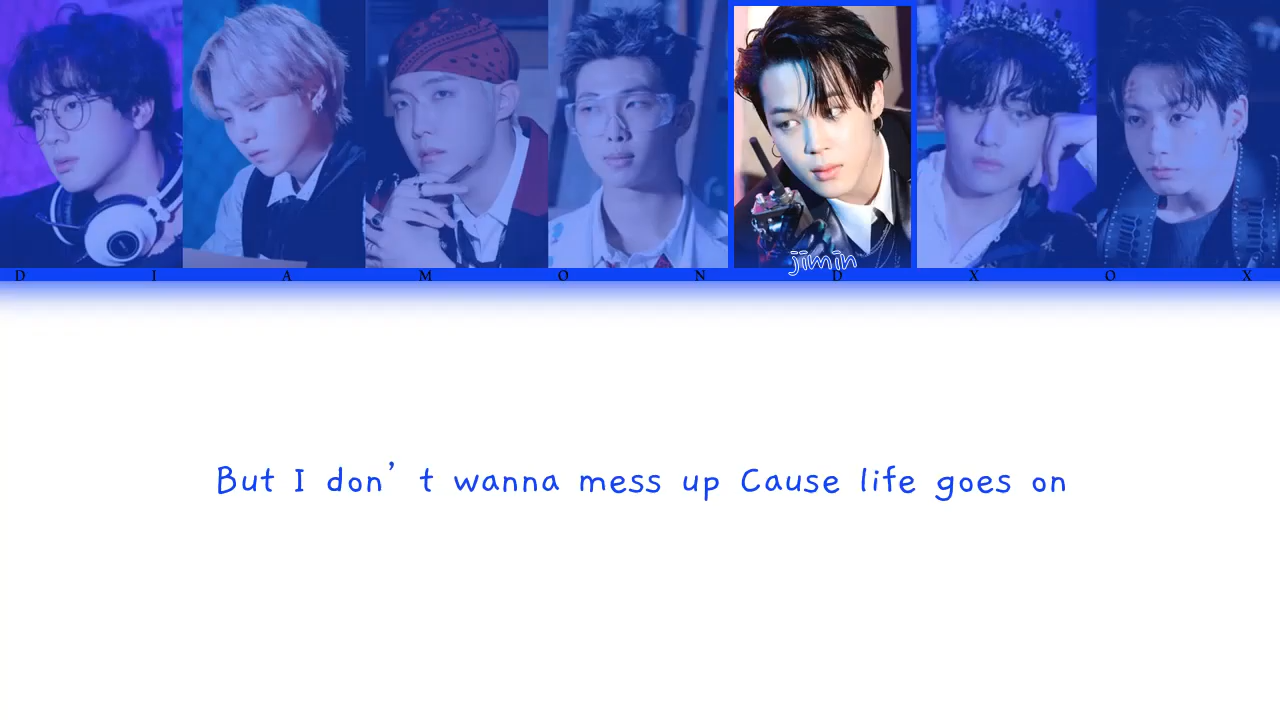 jimin
D I A M O N D X O X
But I don’t wanna mess up Cause life goes on